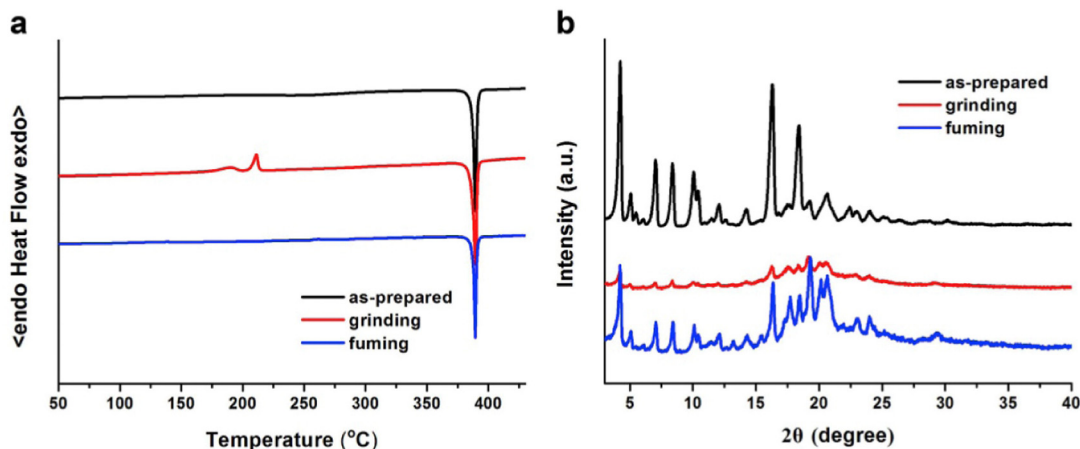 a
<endo Heat Flow exdo>
as-prepared
grinding
fuming
50 100 150 200 250 300 350 400
Temperature (°C)
b
Intensity (a.u.)
as-prepared
grinding
fuming
5 10 15 20 25 30 35 40
2θ (degree)